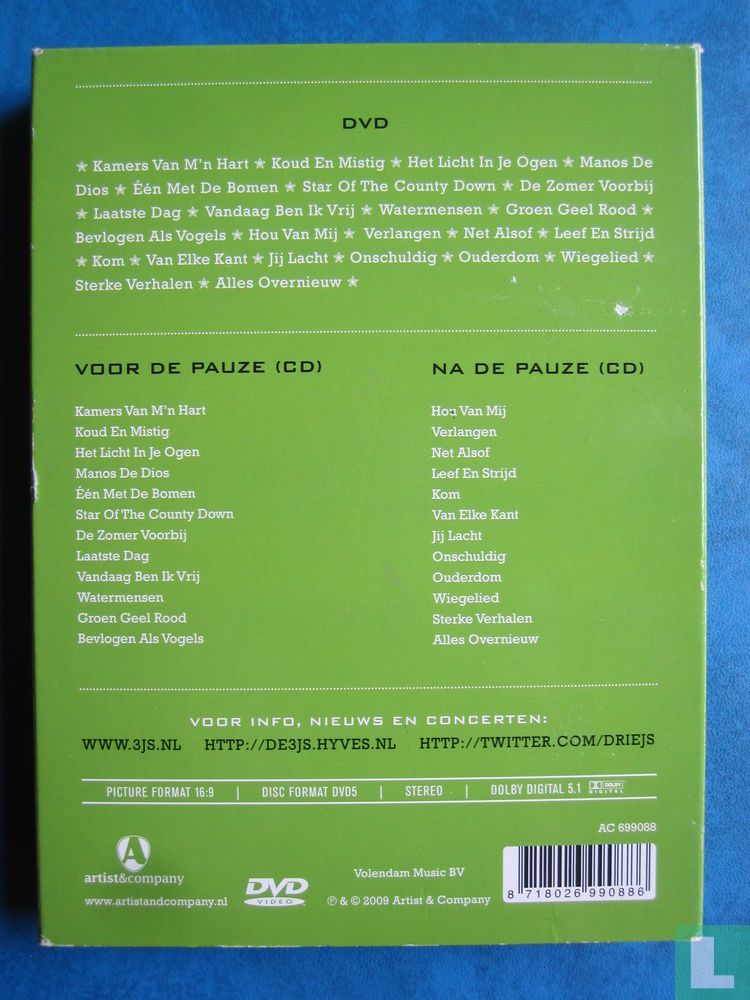 DVD
✯ Kamers Van M'n Hart ✯ Koud En Mistig ✯ Het Licht In Je Ogen ✯ Manos De
Dios ✯ Één Met De Bomen ✯ Star Of The County Down ✯ De Zomer Voorbij
✯ Laatste Dag ✯ Vandaag Ben Ik Vrij ✯ Watermensen ✯ Groen Geel Rood ✯
Bevlogen Als Vogels ✯ Hou Van Mij ✯ Verlangen ✯ Net Alsof ✯ Leef En Strijd
✯ Kom ✯ Van Elke Kant ✯ Jij Lacht ✯ Onschuldig ✯ Ouderdom ✯ Wiegelied ✯
Sterke Verhalen ✯ Alles Overnieuw ✯
VOOR DE PAUZE (CD)
Kamers Van M'n Hart
Koud En Mistig
Het Licht In Je Ogen
Manos De Dios
Één Met De Bomen
Star Of The County Down
De Zomer Voorbij
Laatste Dag
Vandaag Ben Ik Vrij
Watermensen
Groen Geel Rood
Bevlogen Als Vogels
NA DE PAUZE (CD)
Hou Van Mij
Verlangen
Net Alsof
Leef En Strijd
Kom
Van Elke Kant
Jij Lacht
Onschuldig
Ouderdom
Wiegelied
Sterke Verhalen
Alles Overnieuw
VOOR INFO, NIEUWS EN CONCERTEN:
WWW.3JS.NL HTTP://DE3JS.HYVES.NL HTTP://TWITTER.COM/DRIEJS
PICTURE FORMAT 16:9 | DISC FORMAT DVD5 | STEREO | DOLBY DIGITAL 5.1 DOLBY DIGITAL
AC 699088
A
artist&company
www.artistandcompany.nl
DVD
VIDEO
Volendam Music BV
℗ & © 2009 Artist & Company
8 718026 990886
L